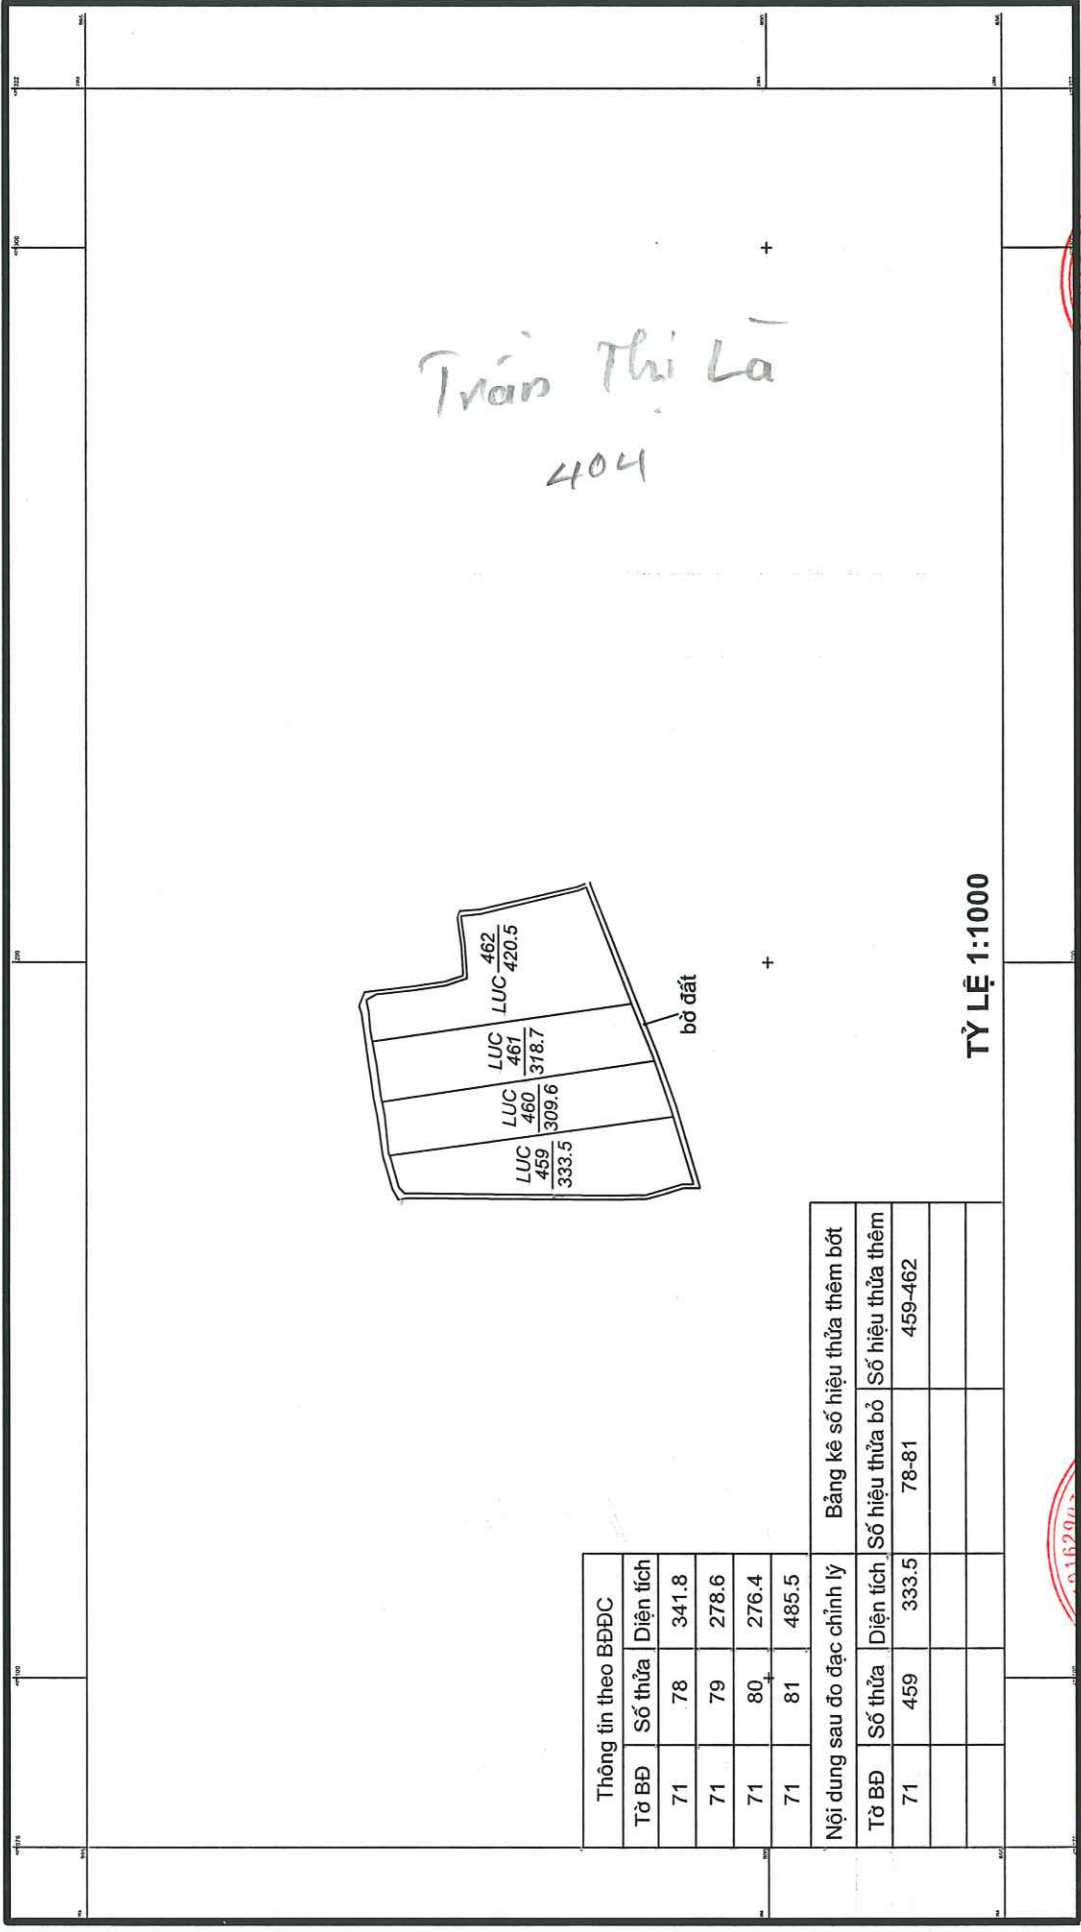 Trần Thị Là
404
LUC 462
420.5
LUC
461
318.7
LUC
460
309.6
LUC
459
333.5
bờ đất
Thông tin theo BĐĐC
Tờ BĐ Số thửa Diện tích
71 78 341.8
71 79 278.6
71 80 276.4
71 81 485.5
Nội dung sau đo đạc chỉnh lý Bảng kê số hiệu thửa thêm bớt
Tờ BĐ Số thửa Diện tích Số hiệu thửa bỏ Số hiệu thửa thêm
71 459 333.5 78-81 459-462
TỶ LỆ 1:1000